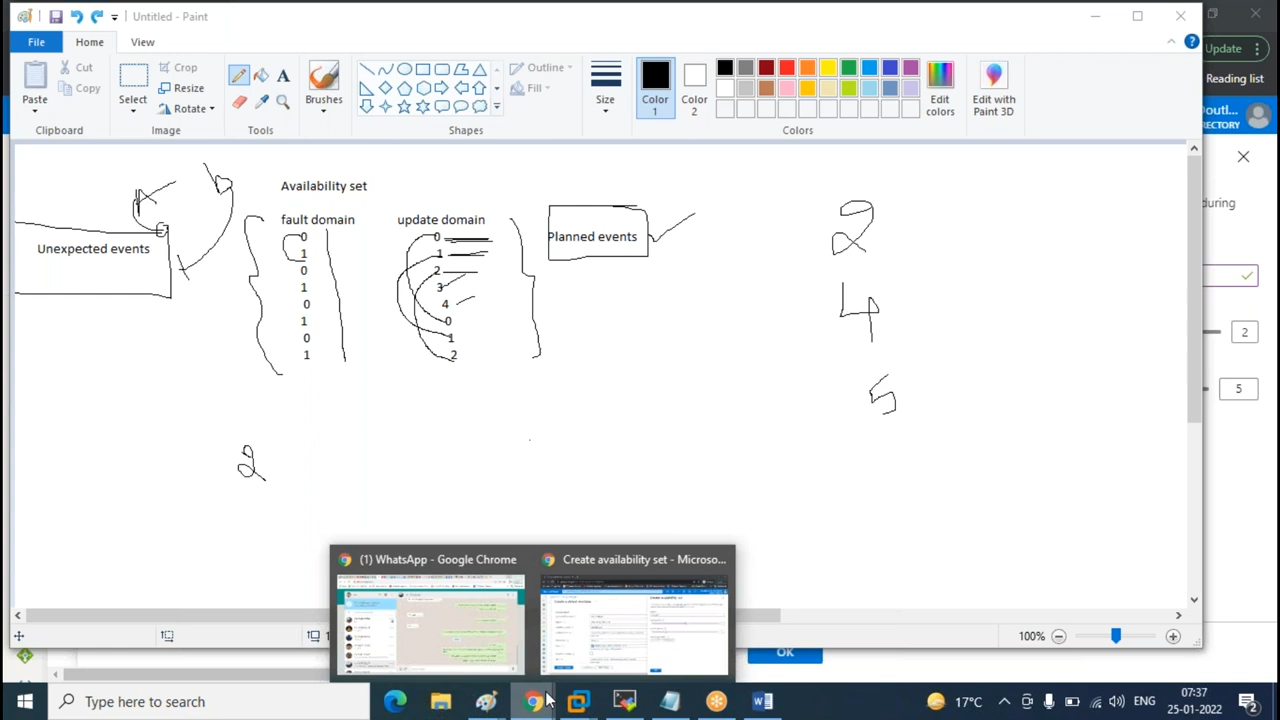 Untitled - Paint
File
Home
View
Update
Reading list
Paste
Cut
Copy
Clipboard
Select
Crop
Resize
Rotate
Image
A
Tools
Brushes
Outline
Fill
Shapes
Size
Color 1
Color 2
Edit colors
Colors
Edit with Paint 3D
outl...
RECTORY
during
2
5
Availability set
fault domain
update domain
Unexpected events
Planned events
0 0
1 1
0 2
1 3
0 4
1 0
0 1
1 2
2
4
5
2
(1) WhatsApp - Google Chrome
Create availability set - Microso...
100%
OK
Type here to search
17°C
ENG
07:37
25-01-2022
2